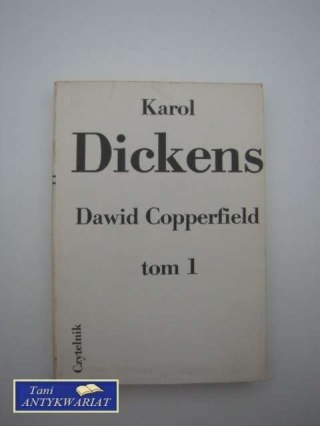 Karol
Dickens
Dawid Copperfield
tom 1
Czytelnik
Tani
ANTYKWARIAT